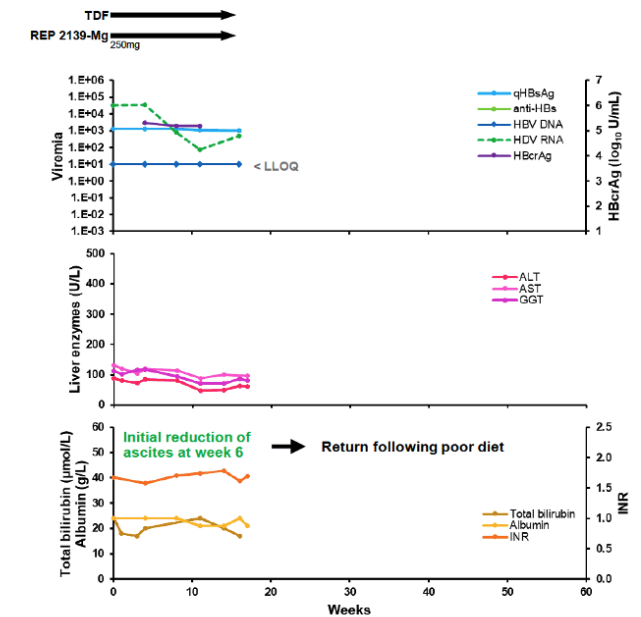 TDF
REP 2139-Mg
250mg
1.E+06
1.E+05
1.E+04
1.E+03
1.E+02
1.E+01
1.E+00
1.E-01
1.E-02
1.E-03
Viremia
qHBsAg
anti-HBs
HBV DNA
HDV RNA
HBcrAg
< LLOQ
7
6
5
4
3
2
1
HBcrAg (log10 U/mL)
500
400
300
200
100
0
Liver enzymes (U/L)
ALT
AST
GGT
60
50
40
30
20
10
0
Total bilirubin (μmol/L)
Albumin (g/L)
Initial reduction of
ascites at week 6
Return following poor diet
Total bilirubin
Albumin
INR
2.5
2.0
1.5
1.0
0.5
0.0
INR
0 10 20 30 40 50 60
Weeks